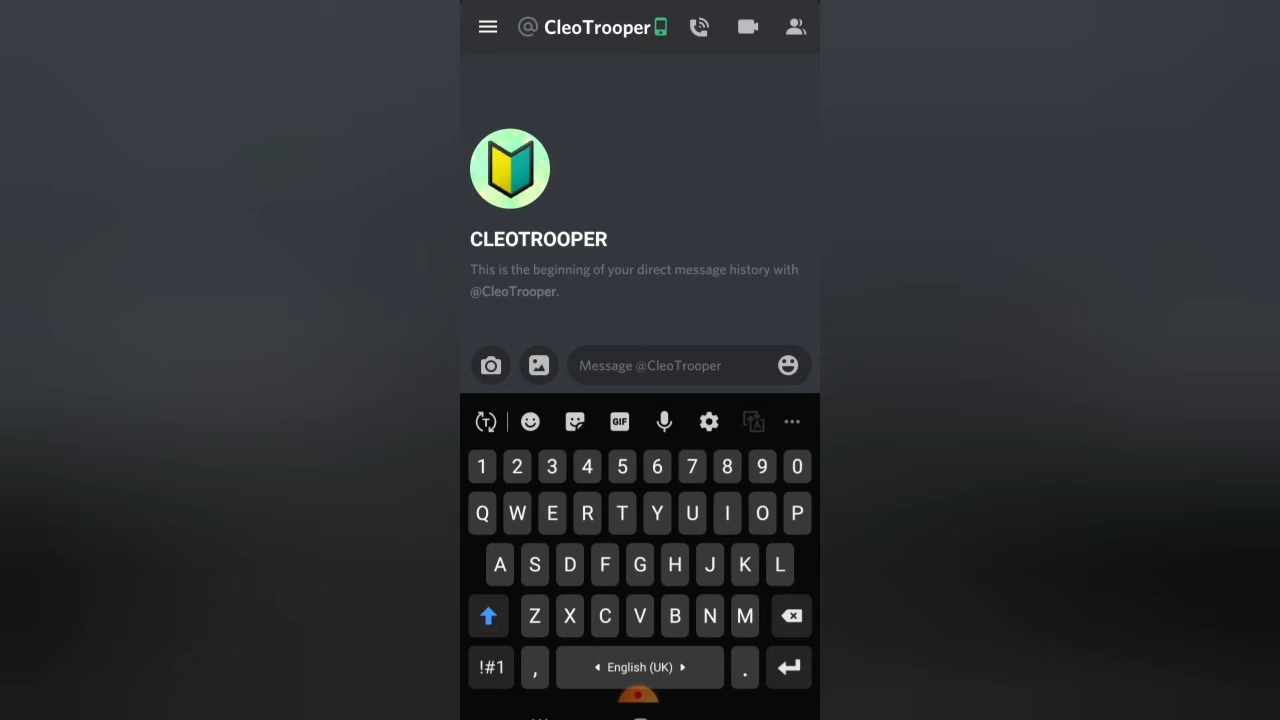 @ CleoTrooper
CLEOTROOPER
This is the beginning of your direct message history with
@CleoTrooper.
Message @CleoTrooper
T GIF A
1 2 3 4 5 6 7 8 9 0
Q W E R T Y U I O P
A S D F G H J K L
Z X C V B N M
!#1 , English (UK) .